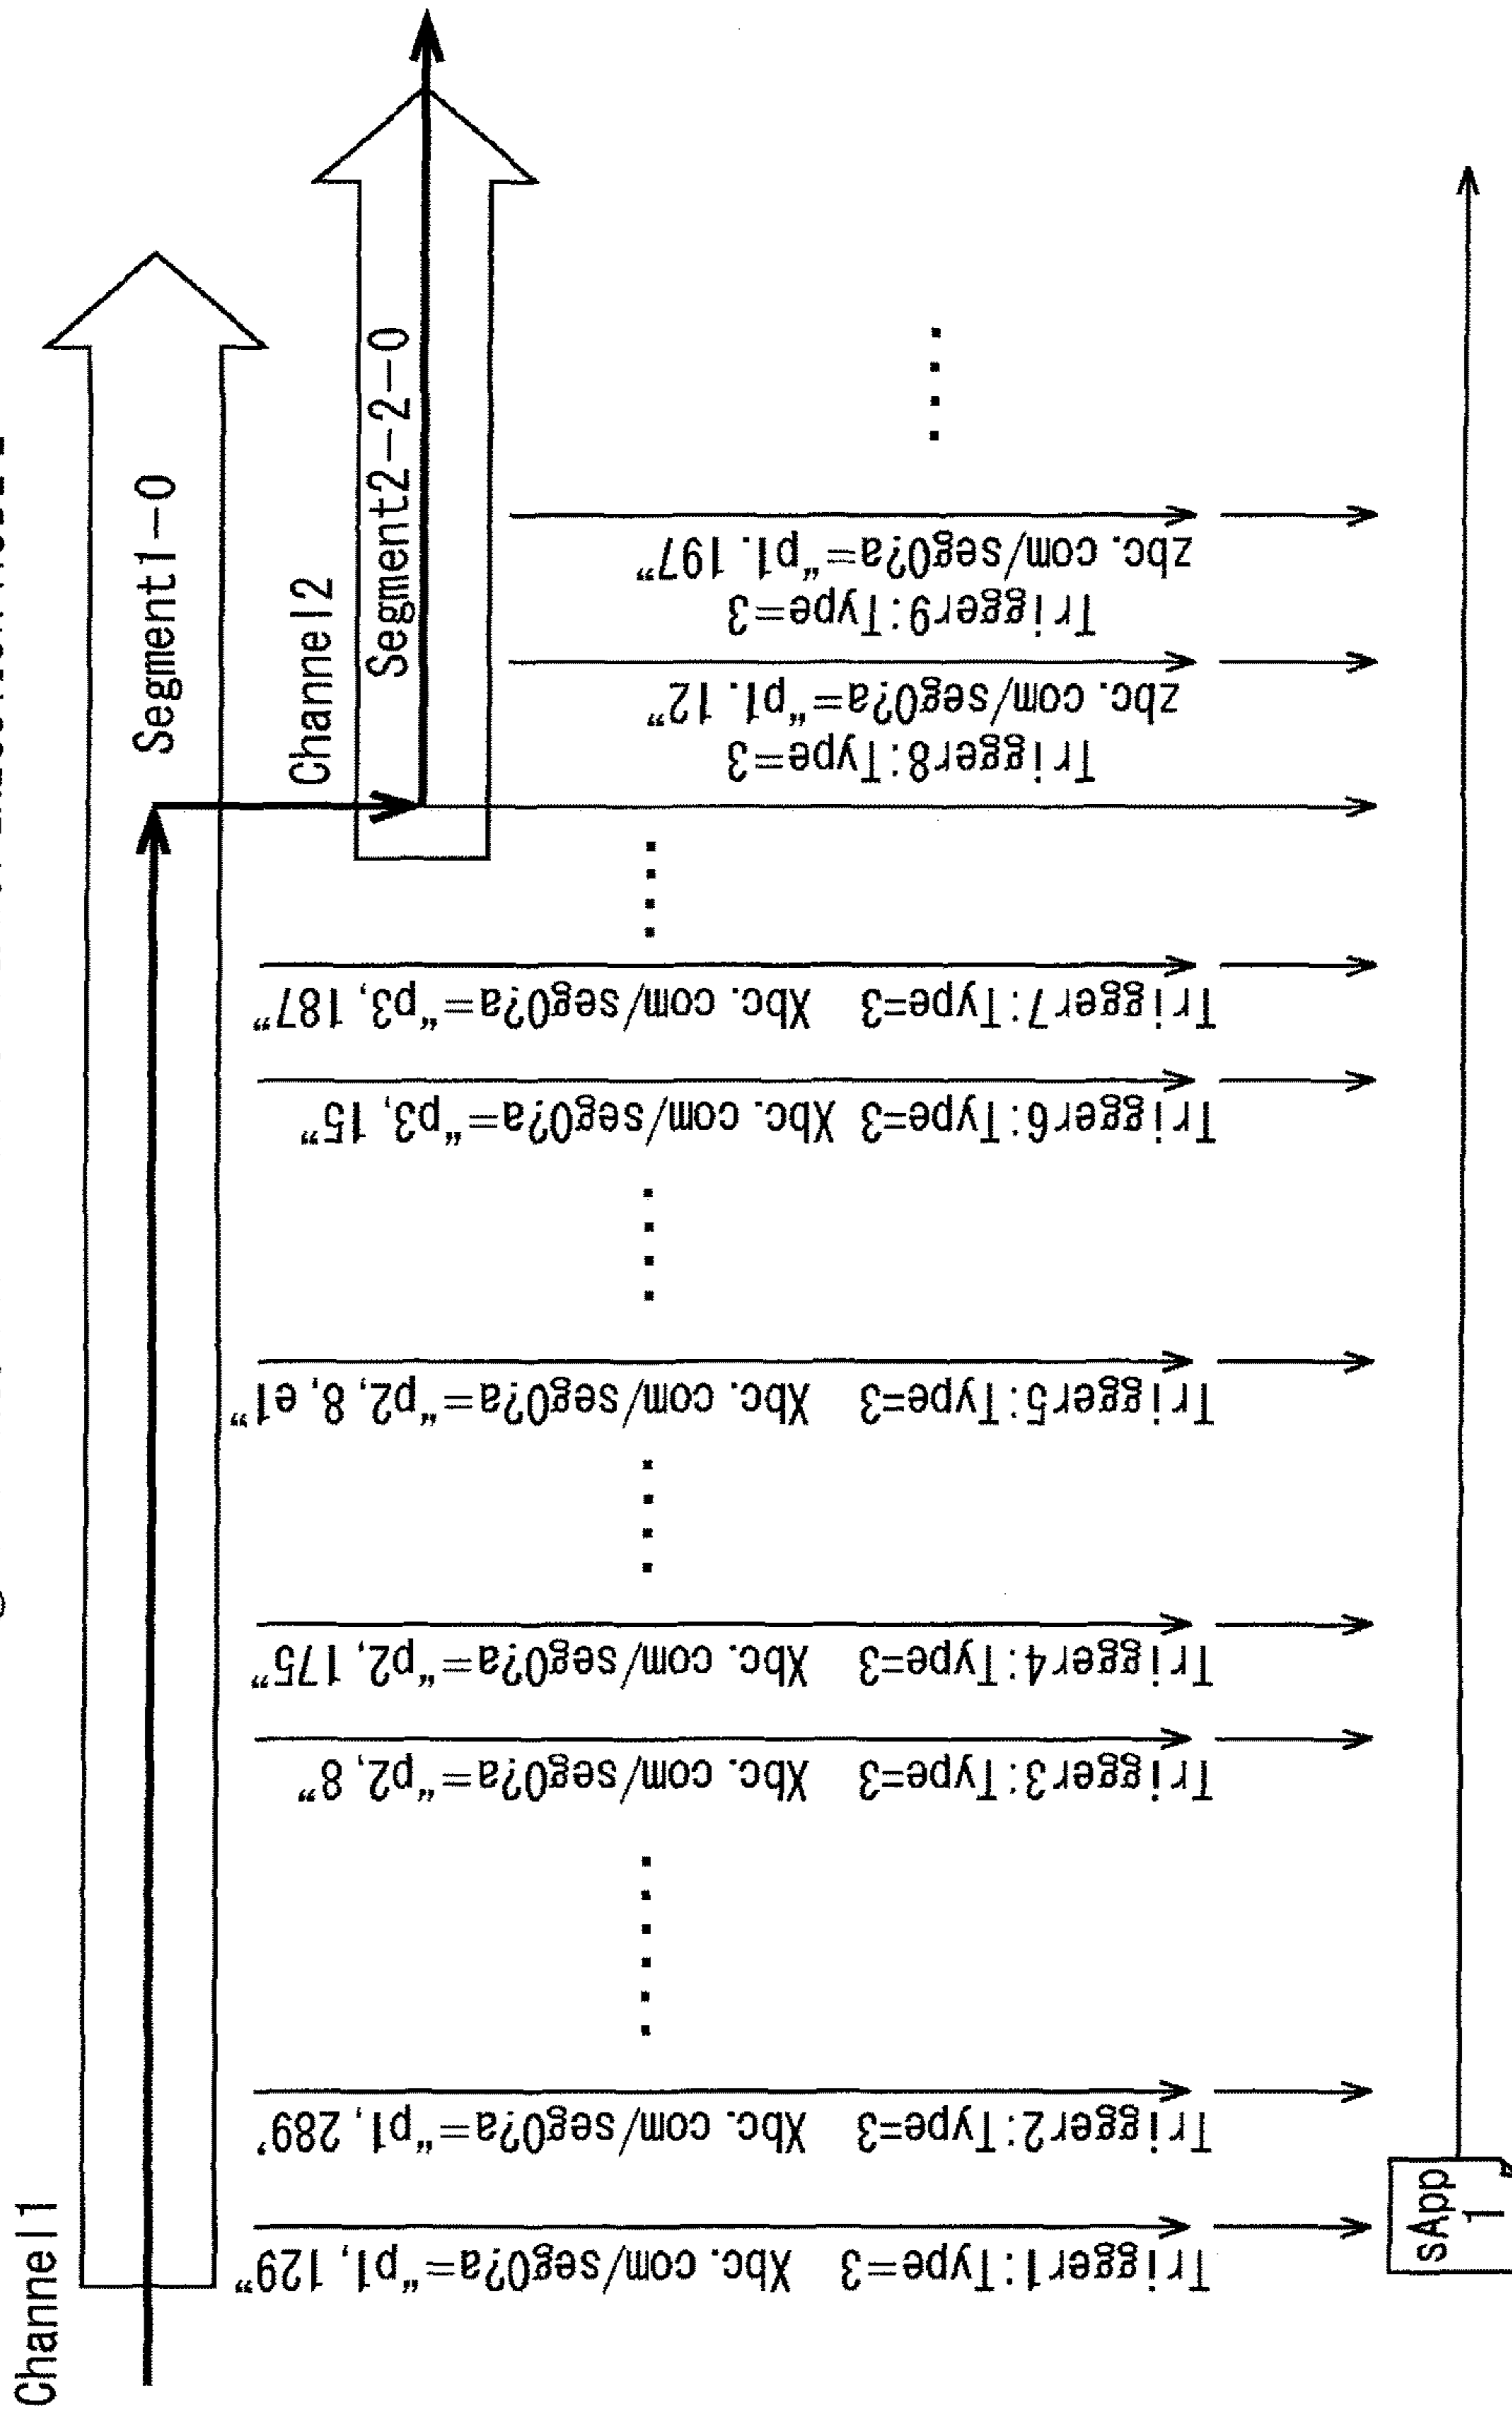 Channel1
Segment1-0
Channel2
Segment2-2-0
Trigger1:Type=3 Xbc.com/seg0?a="p1, 129"
Trigger2:Type=3 Xbc.com/seg0?a="p1, 289'
Trigger3:Type=3 Xbc.com/seg0?a="p2, 8"
Trigger4:Type=3 Xbc.com/seg0?a="p2, 175"
Trigger5:Type=3 Xbc.com/seg0?a="p2, 8, e1"
Trigger6:Type=3 Xbc.com/seg0?a="p3, 15"
Trigger7:Type=3 Xbc.com/seg0?a="p3, 187"
Trigger8:Type=3
zbc.com/seg0?a="p1. 12"
Trigger9:Type=3
zbc.com/seg0?a="p1. 197"
sApp
1